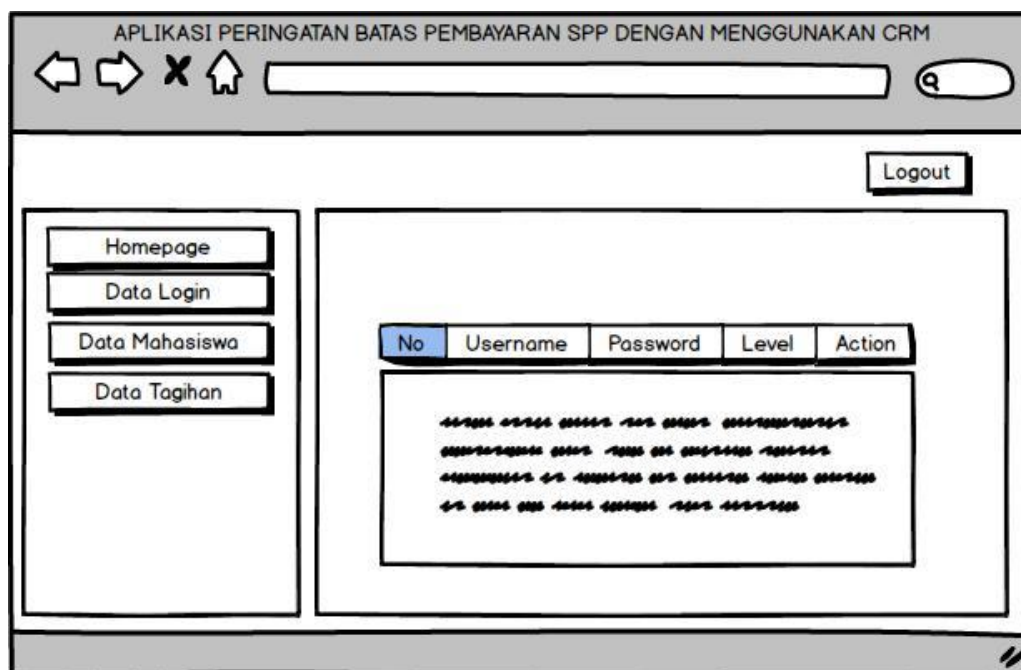 APLIKASI PERINGATAN BATAS PEMBAYARAN SPP DENGAN MENGGUNAKAN CRM
Logout
Homepage
Data Login
Data Mahasiswa
Data Tagihan
No Username Password Level Action